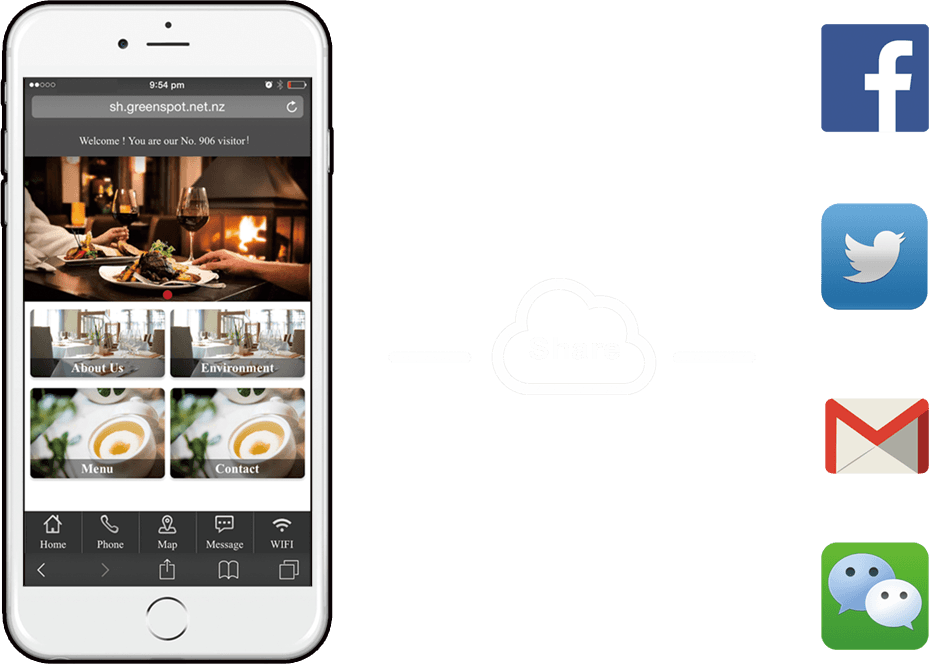 9:54 pm
sh.greenspot.net.nz
Welcome ! You are our No. 906 visitor!
About Us
Environment
Menu
Contact
Home
Phone
Map
Message
WIFI
Share
f